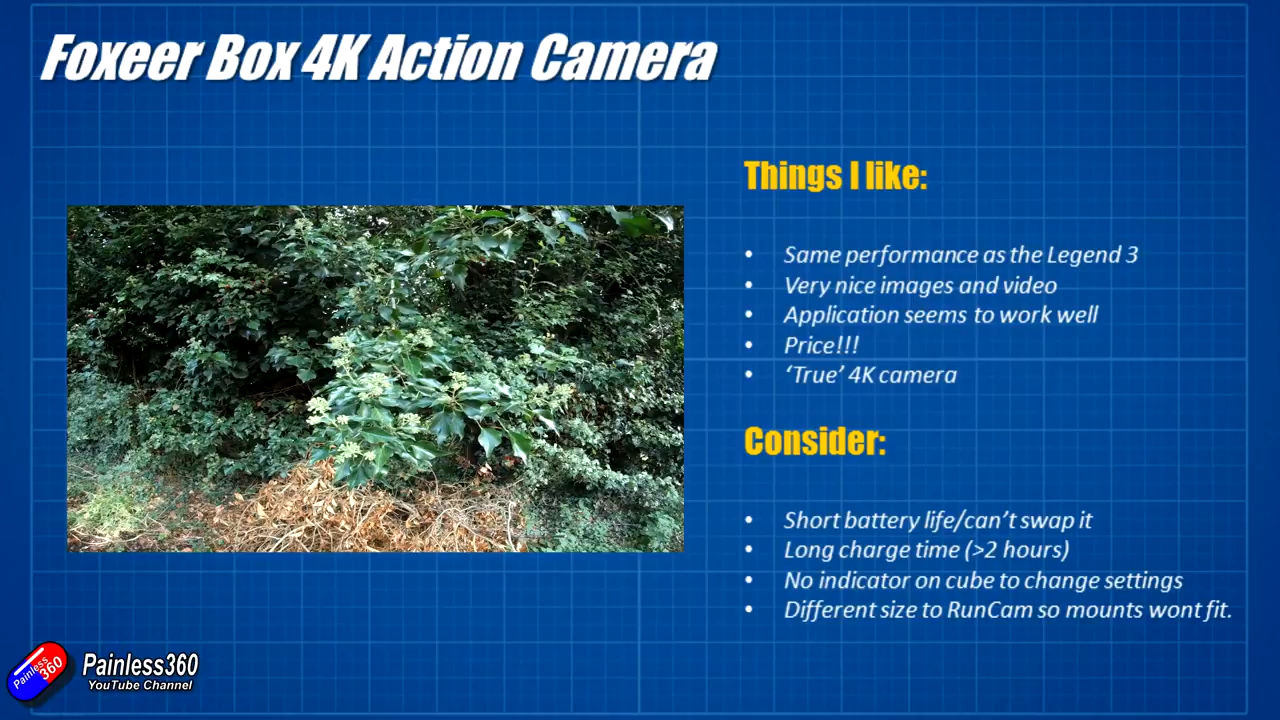 Foxeer Box 4K Action Camera
Things I like:
• Same performance as the Legend 3
• Very nice images and video
• Application seems to work well
• Price!!!
• ‘True’ 4K camera
Consider:
• Short battery life/can’t swap it
• Long charge time (>2 hours)
• No indicator on cube to change settings
• Different size to RunCam so mounts wont fit.
Painless
360
Painless360
YouTube Channel